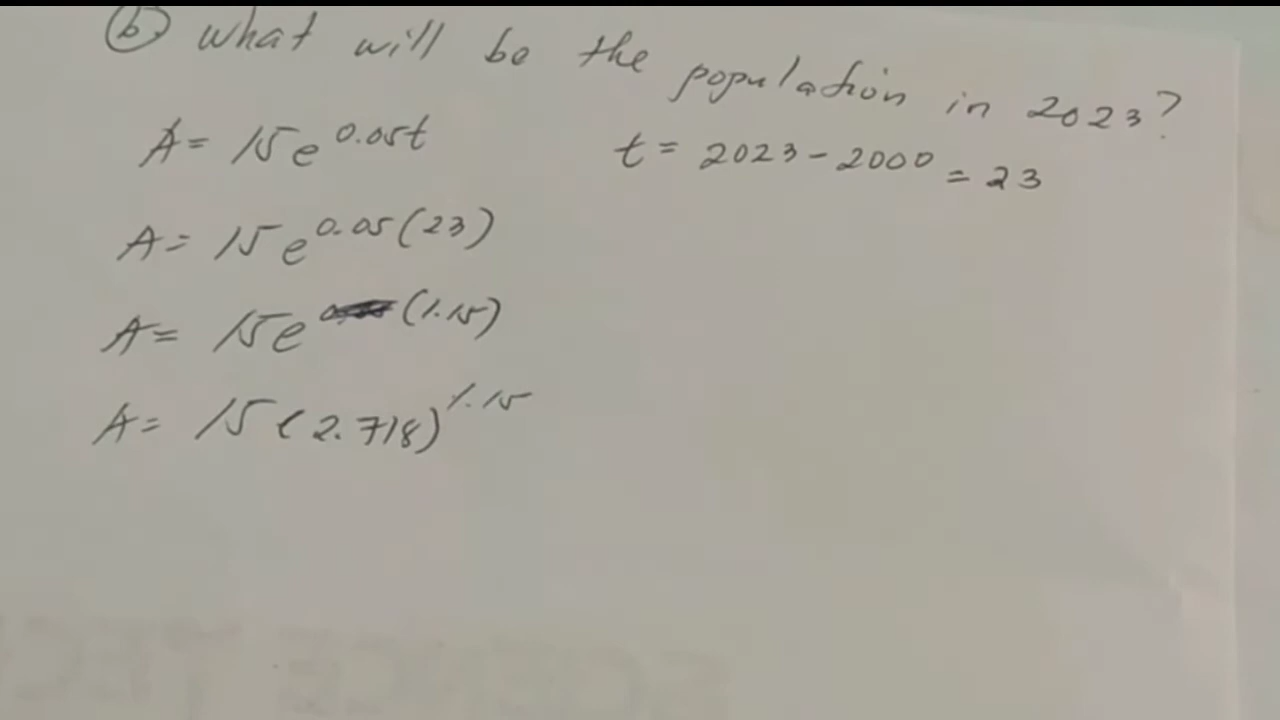 (b) What will be the population in 2023?
A = 15e^0.05t
t = 2023 - 2000 = 23
A = 15e^0.05(23)
A = 15e^(1.15)
A = 15(2.718)^1.15